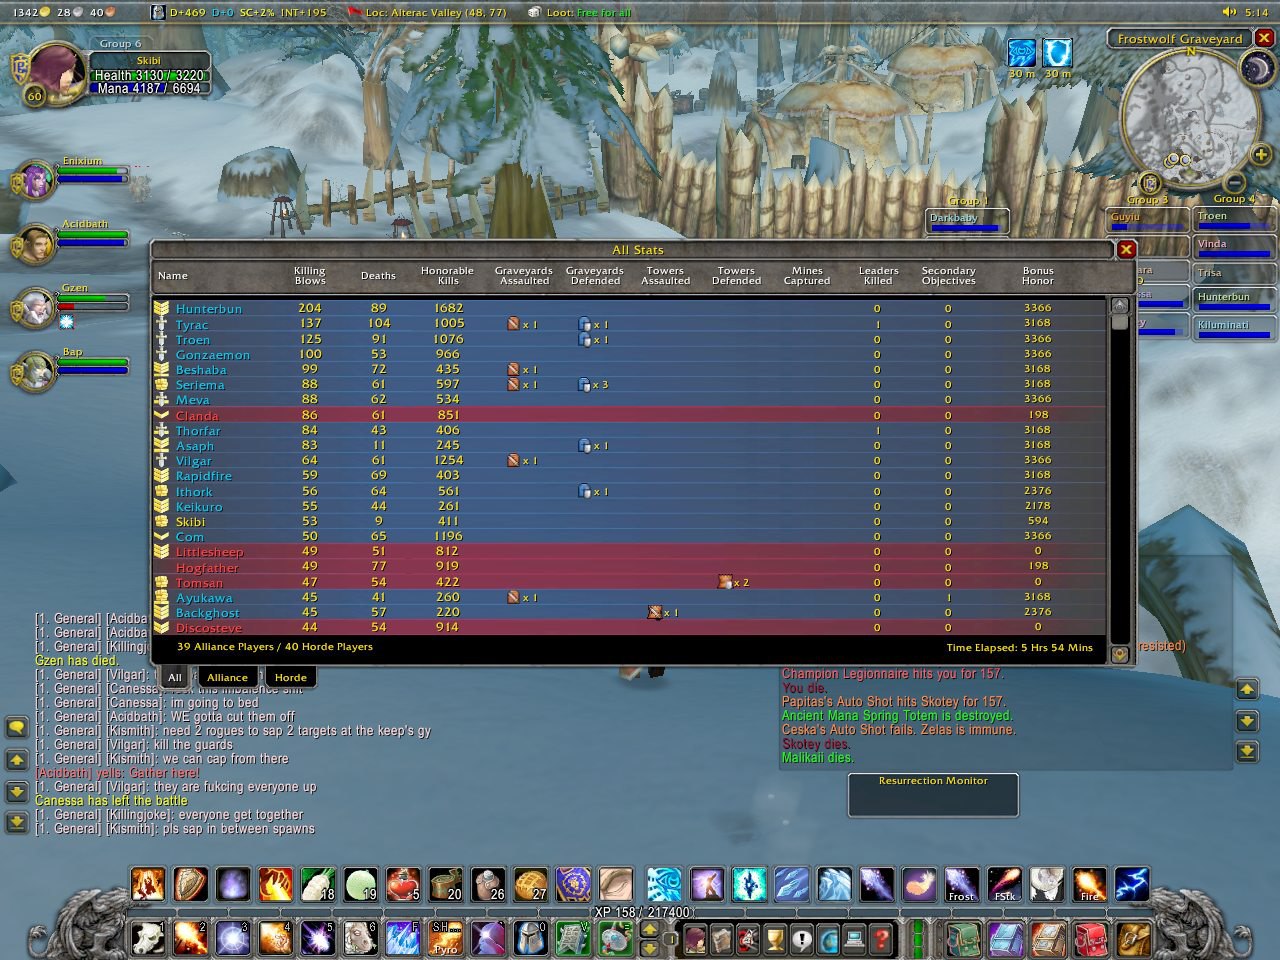 1342 28 40 D+469 D+0 SC+2% INT+195 Loc: Alterac Valley (48, 77) Loot: Free for all 5:14
Group 6
Skibi
Health 3130 / 3220
Mana 4187 / 6694
60
30 m 30 m
Frostwolf Graveyard
N
Enixium
Acidbath
Gzen
Bap
Group 1
Darkbaby
Group 3
Guyiu
Group 4
Troen
Vinda
Trisa
Hunterbun
Kiluminati
All Stats
Name Killing Blows Deaths Honorable Kills Graveyards Assaulted Graveyards Defended Towers Assaulted Towers Defended Mines Captured Leaders Killed Secondary Objectives Bonus Honor
Hunterbun 204 89 1682 0 0 3366
Tyrac 137 104 1005 x 1 x 1 1 0 3168
Troen 125 91 1076 x 1 0 0 3366
Gonzaemon 100 53 966 0 0 3366
Beshaba 99 72 435 x 1 0 0 3168
Seriema 88 61 597 x 1 x 3 0 0 3168
Meva 88 62 534 0 0 3366
Clanda 86 61 851 0 0 198
Thorfar 84 43 406 1 0 3168
Asaph 83 11 245 x 1 0 0 3168
Vilgar 64 61 1254 x 1 0 0 3366
Rapidfire 59 69 403 0 0 3168
Ithork 56 64 561 x 1 0 0 2376
Keikuro 55 44 261 0 0 2178
Skibi 53 9 411 0 0 594
Com 50 65 1196 0 0 3366
Littlesheep 49 51 812 0 0 0
Hogfather 49 77 919 0 0 198
Tomsan 47 54 422 x 2 0 0 0
Ayukawa 45 41 260 x 1 0 1 3168
Backghost 45 57 220 x 1 0 0 2376
Discosteve 44 54 914 0 0 0
39 Alliance Players / 40 Horde Players
Time Elapsed: 5 Hrs 54 Mins
All Alliance Horde
[1. General] [Acidba
[1. General] [Acidba
[1. General] [Killingj
Gzen has died.
[1. General] [Vilgar]:
[1. General] [Canessa] this imbalence shit
[1. General] [Canessa]: im going to bed
[1. General] [Acidbath]: WE gotta cut them off
[1. General] [Kismith]: need 2 rogues to sap 2 targets at the keep's gy
[1. General] [Vilgar]: kill the guards
[1. General] [Kismith]: we can cap from there
[Acidbath] yells: Gather here!
[1. General] [Vilgar]: they are fukcing everyone up
Canessa has left the battle
[1. General] [Killingjoke]: everyone get together
[1. General] [Kismith]: pls sap in between spawns
resisted)
Champion Legionnaire hits you for 157.
You die.
Papitas's Auto Shot hits Skotey for 157.
Ancient Mana Spring Totem is destroyed.
Ceska's Auto Shot fails. Zelas is immune.
Skotey dies.
Malikaii dies.
Resurrection Monitor
18 19 5 20 26 27 Frost FStk Fire
XP 158 / 217400
1 2 3 4 5 6 F SH... Pyro